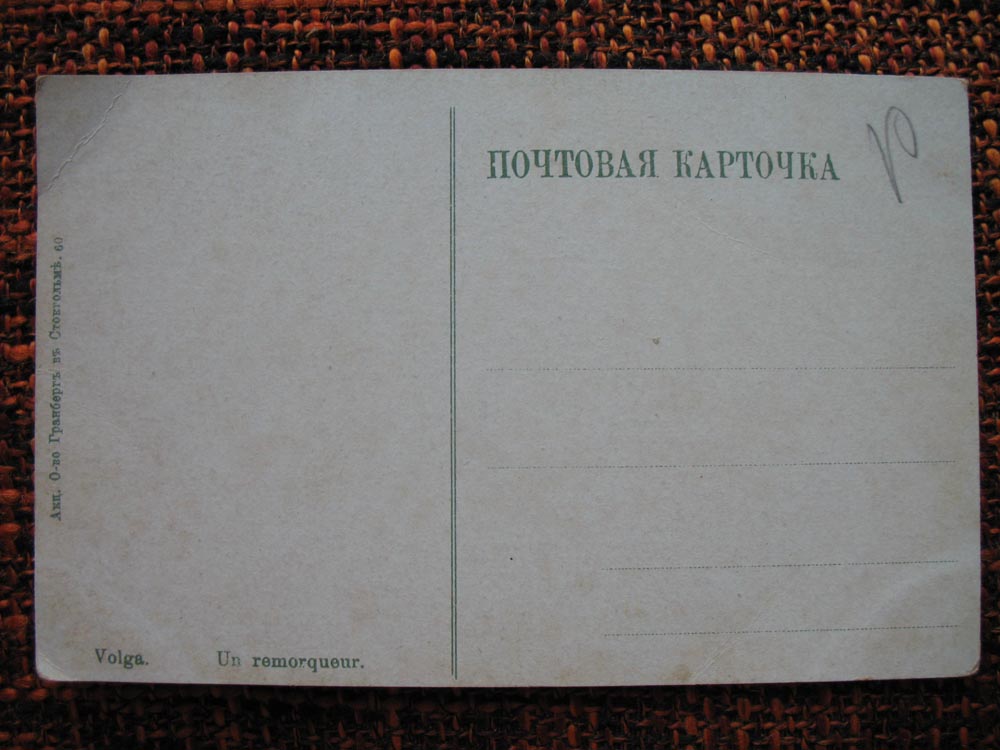 ПОЧТОВАЯ КАРТОЧКА
Акц. О-во Гранбергъ въ Стокгольмѣ. 60
Volga. Un remorqueur.